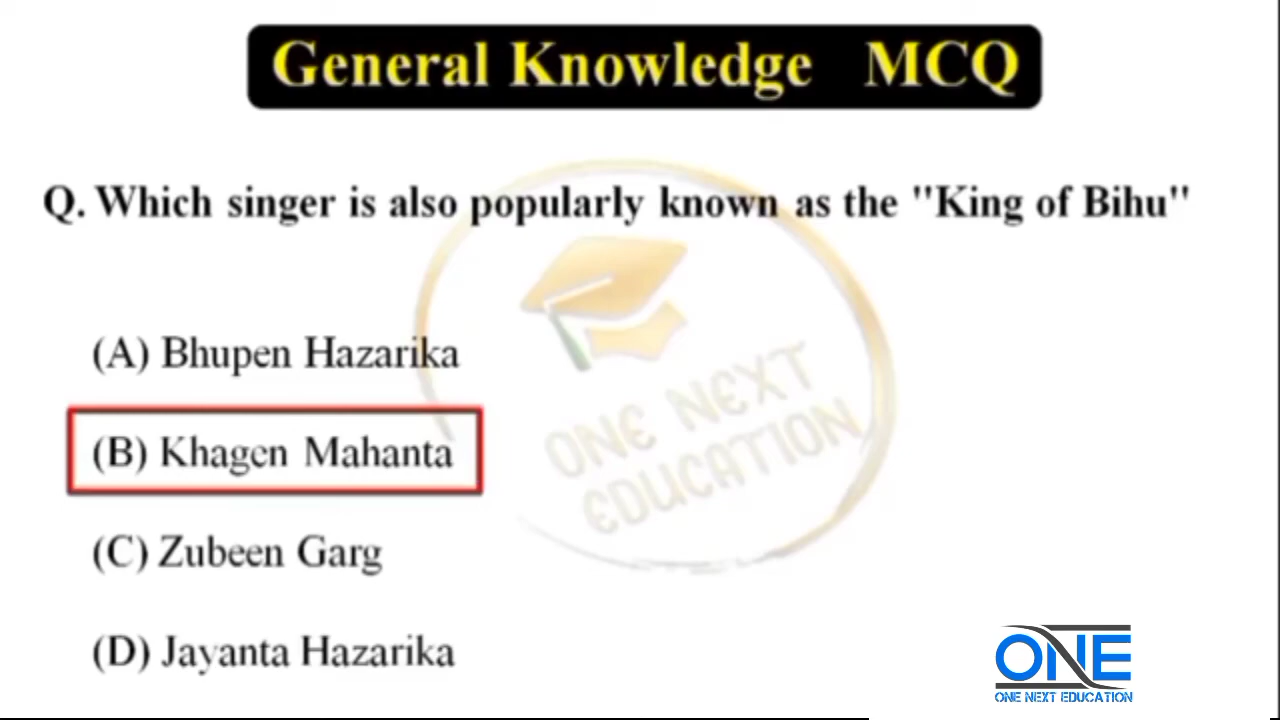 General Knowledge MCQ
Q. Which singer is also popularly known as the "King of Bihu"
(A) Bhupen Hazarika
(B) Khagen Mahanta
(C) Zubeen Garg
(D) Jayanta Hazarika
ONE NEXT
EDUCATION
ONE
ONE NEXT EDUCATION